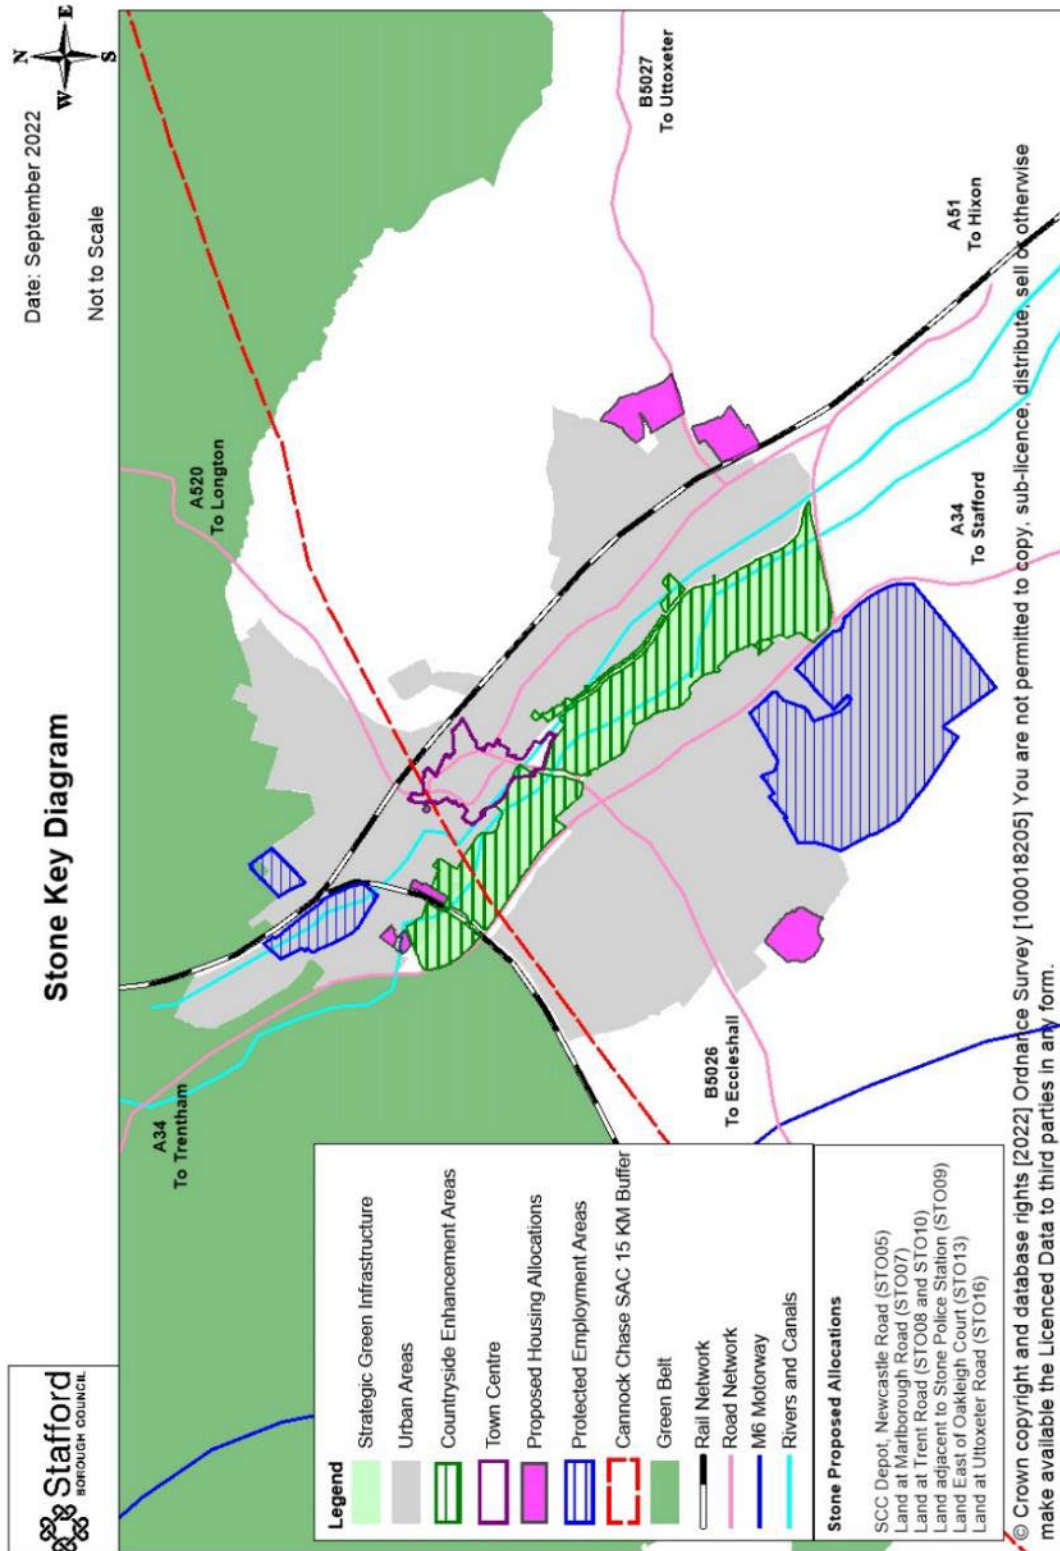 Stafford
BOROUGH COUNCIL
Stone Key Diagram
Date: September 2022
Not to Scale
N
E
S
W
A34
To Trentham
A520
To Longton
B5027
To Uttoxeter
A51
To Hixon
A34
To Stafford
B5026
To Eccleshall
Legend
Strategic Green Infrastructure
Urban Areas
Countryside Enhancement Areas
Town Centre
Proposed Housing Allocations
Protected Employment Areas
Cannock Chase SAC 15 KM Buffer
Green Belt
Rail Network
Road Network
M6 Motorway
Rivers and Canals
Stone Proposed Allocations
SCC Depot, Newcastle Road (STO05)
Land at Marlborough Road (STO07)
Land at Trent Road (STO08 and STO10)
Land adjacent to Stone Police Station (STO09)
Land East of Oakleigh Court (STO13)
Land at Uttoxeter Road (STO16)
© Crown copyright and database rights [2022] Ordnance Survey [100018205] You are not permitted to copy, sub-licence, distribute, sell or otherwise
make available the Licenced Data to third parties in any form.